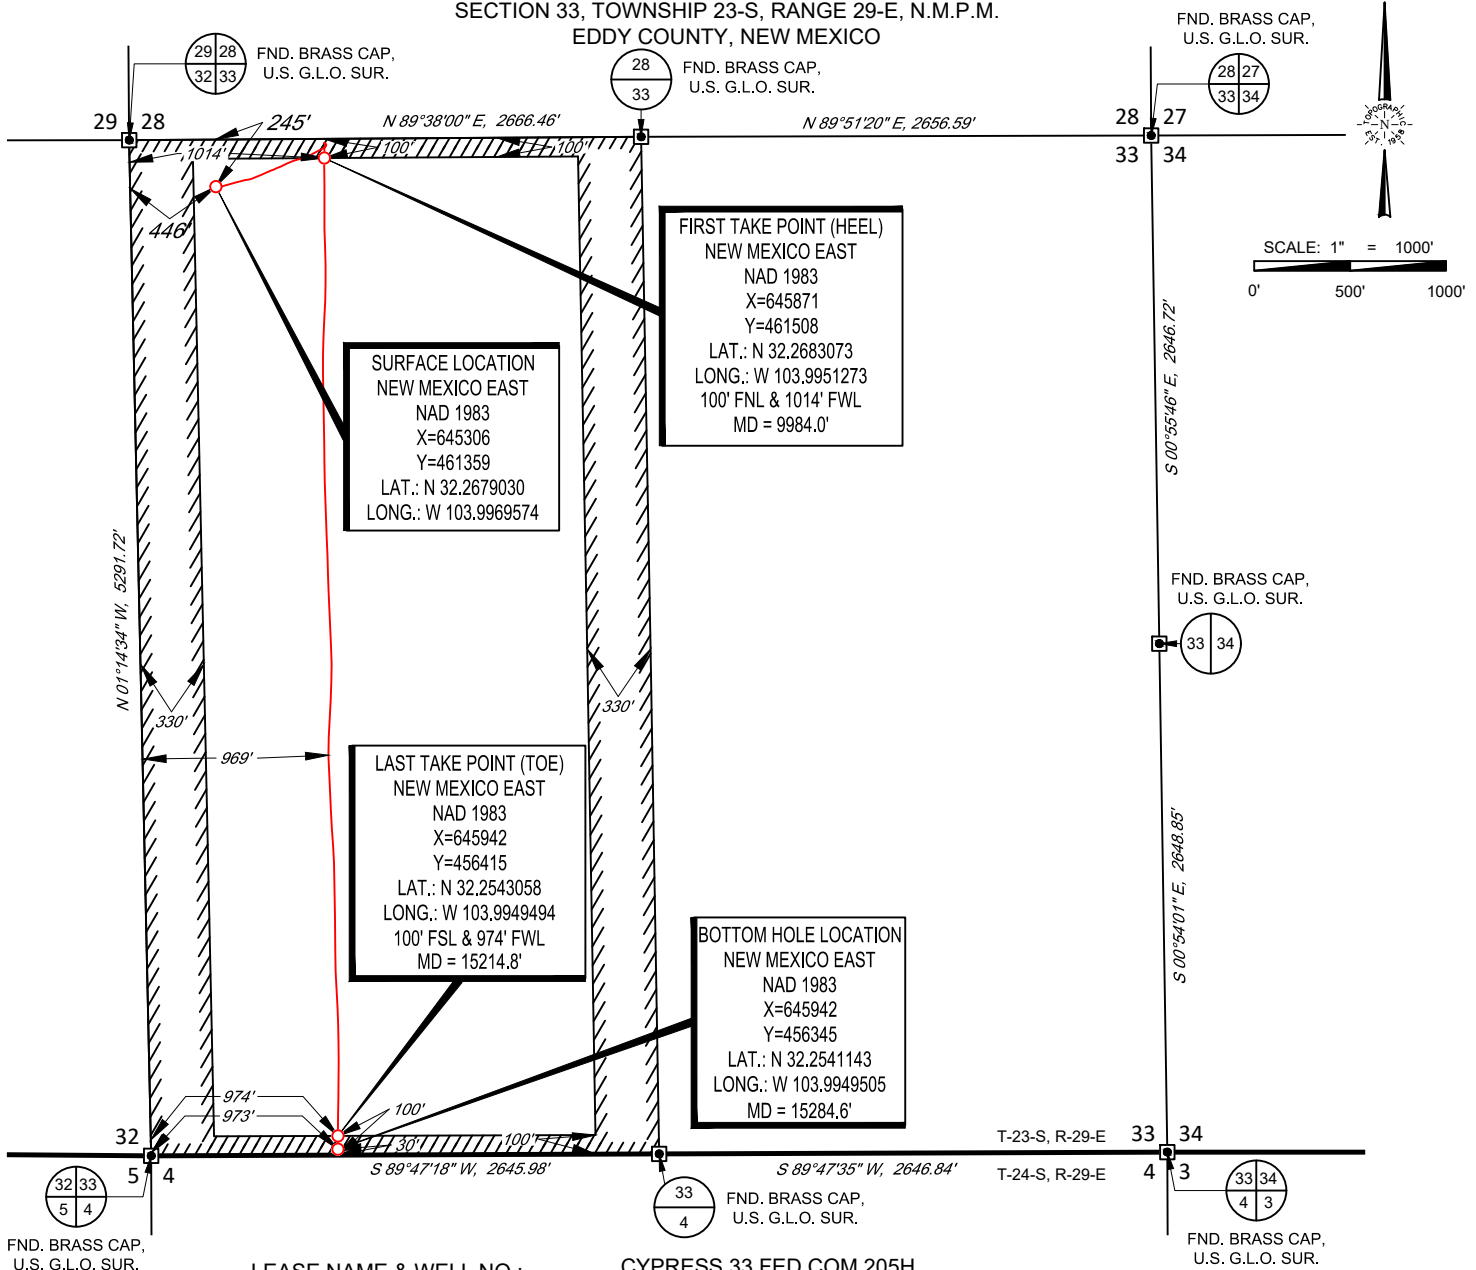 SECTION 33, TOWNSHIP 23-S, RANGE 29-E, N.M.P.M.
EDDY COUNTY, NEW MEXICO
29 28
32 33
FND. BRASS CAP,
U.S. G.L.O. SUR.
28
33
FND. BRASS CAP,
U.S. G.L.O. SUR.
FND. BRASS CAP,
U.S. G.L.O. SUR.
28 27
33 34
29 28
245'
N 89°38'00" E, 2666.46'
N 89°51'20" E, 2656.59'
28 27
33 34
TOPOGRAPHIC
N
EST. 1958
1014'
100'
100'
446'
SCALE: 1" = 1000'
0' 500' 1000'
FIRST TAKE POINT (HEEL)
NEW MEXICO EAST
NAD 1983
X=645871
Y=461508
LAT.: N 32.2683073
LONG.: W 103.9951273
100' FNL & 1014' FWL
MD = 9984.0'
SURFACE LOCATION
NEW MEXICO EAST
NAD 1983
X=645306
Y=461359
LAT.: N 32.2679030
LONG.: W 103.9969574
S 00°55'46" E, 2646.72'
N 01°14'34" W, 5291.72'
FND. BRASS CAP,
U.S. G.L.O. SUR.
33 34
330'
330'
969'
LAST TAKE POINT (TOE)
NEW MEXICO EAST
NAD 1983
X=645942
Y=456415
LAT.: N 32.2543058
LONG.: W 103.9949494
100' FSL & 974' FWL
MD = 15214.8'
S 00°54'01" E, 2648.85'
BOTTOM HOLE LOCATION
NEW MEXICO EAST
NAD 1983
X=645942
Y=456345
LAT.: N 32.2541143
LONG.: W 103.9949505
MD = 15284.6'
974'
973'
100'
30'
100'
32
5 4
T-23-S, R-29-E
T-24-S, R-29-E
33 34
4 3
S 89°47'18" W, 2645.98'
S 89°47'35" W, 2646.84'
32 33
5 4
FND. BRASS CAP,
U.S. G.L.O. SUR.
33
4
FND. BRASS CAP,
U.S. G.L.O. SUR.
33 34
4 3
FND. BRASS CAP,
U.S. G.L.O. SUR.
LEASE NAME & WELL NO.: CYPRESS 33 FED COM 205H